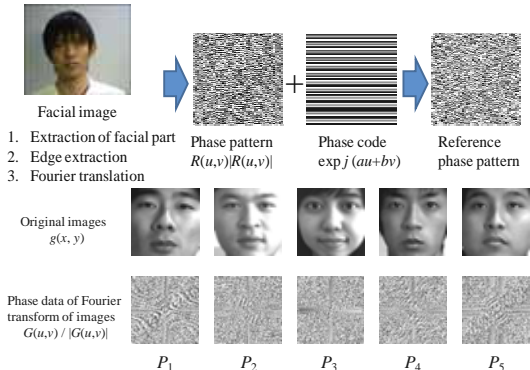 Facial image
1. Extraction of facial part
2. Edge extraction
3. Fourier translation
+
Phase pattern
R(u,v)|R(u,v)|
Phase code
exp j (au+bv)
Reference
phase pattern
Original images
g(x, y)
Phase data of Fourier
transform of images
G(u,v) / |G(u,v)|
P1 P2 P3 P4 P5